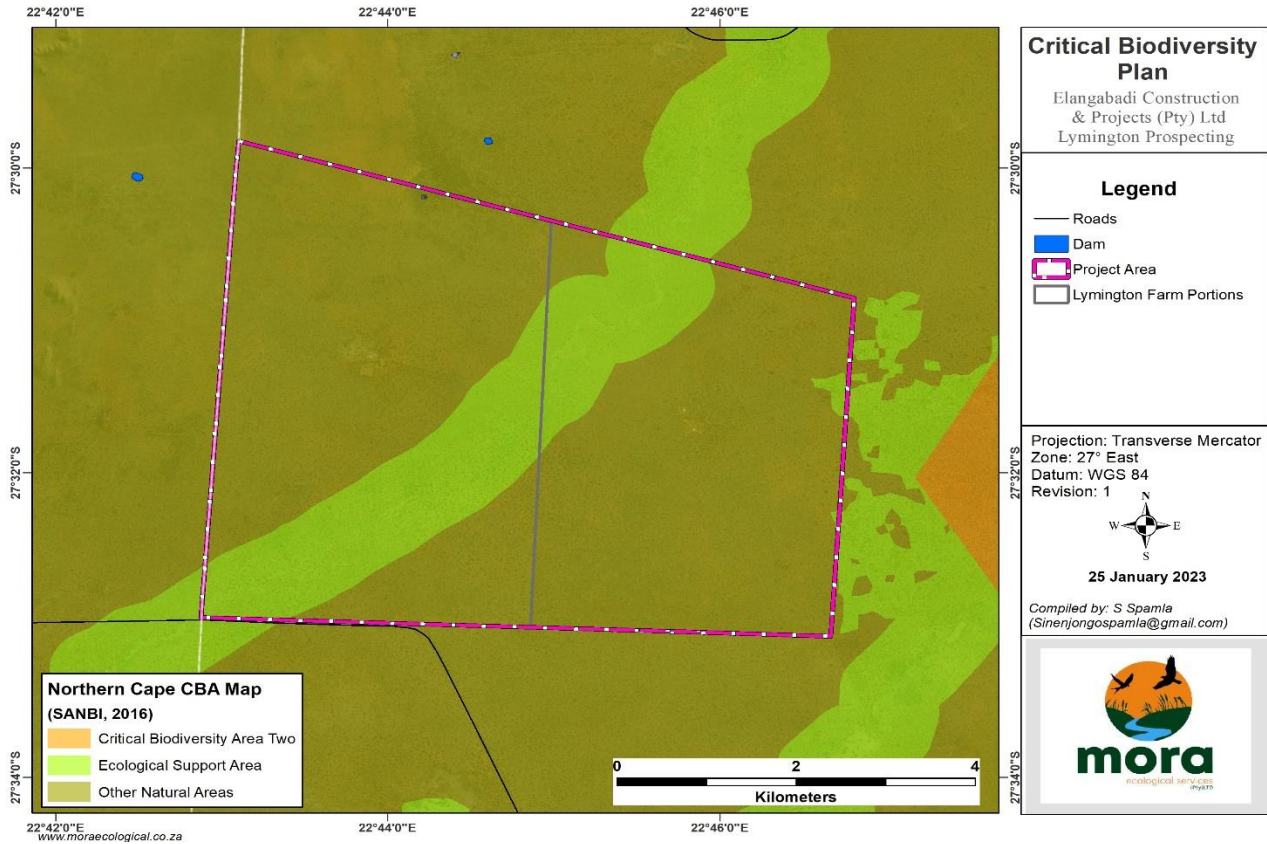 22°42'0"E
22°44'0"E
22°46'0"E
27°30'0"S
27°32'0"S
27°34'0"S
27°30'0"S
27°32'0"S
27°34'0"S
22°42'0"E
22°44'0"E
22°46'0"E
Northern Cape CBA Map
(SANBI, 2016)
Critical Biodiversity Area Two
Ecological Support Area
Other Natural Areas
0 2 4
Kilometers
www.moraecological.co.za
Critical Biodiversity
Plan
Elangabadi Construction
& Projects (Pty) Ltd
Lymington Prospecting
Legend
Roads
Dam
Project Area
Lymington Farm Portions
Projection: Transverse Mercator
Zone: 27° East
Datum: WGS 84
Revision: 1
N
W E
S
25 January 2023
Compiled by: S Spamla
(Sinenjongospamla@gmail.com)
mora
ecological services
(Pty)LTD